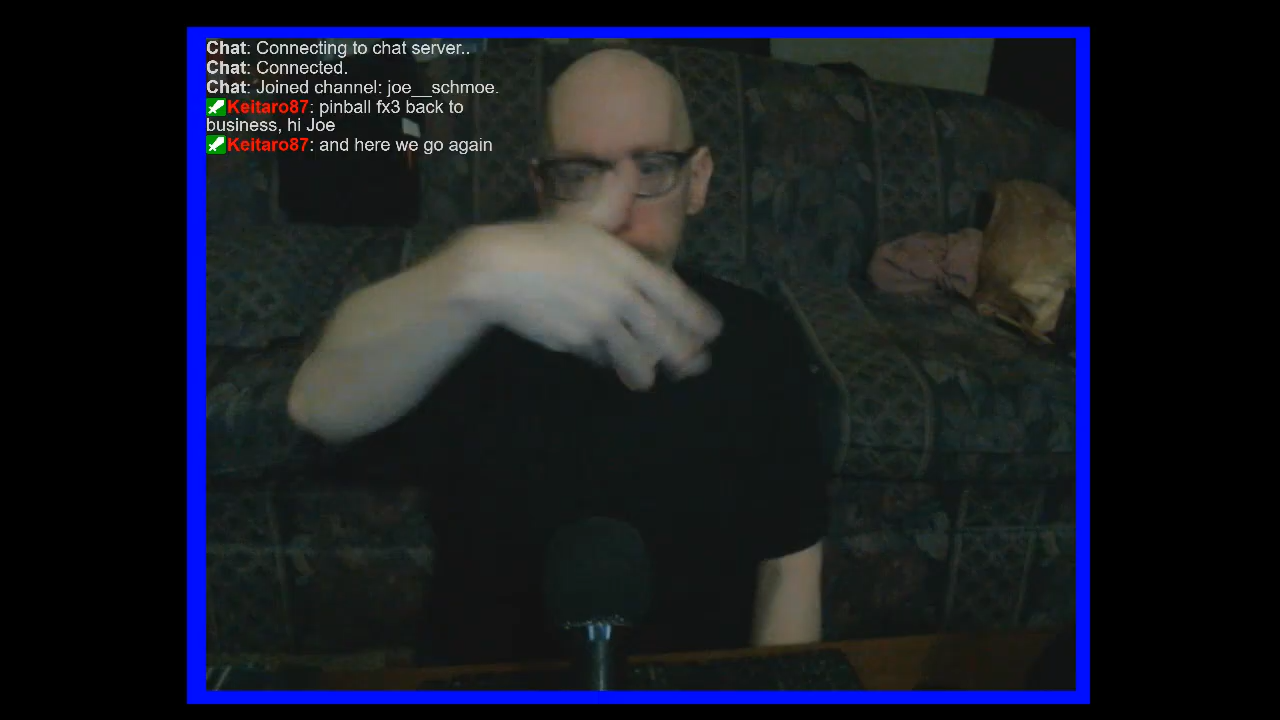 Chat: Connecting to chat server..
Chat: Connected.
Chat: Joined channel: joe__schmoe.
Keitaro87: pinball fx3 back to
business, hi Joe
Keitaro87: and here we go again